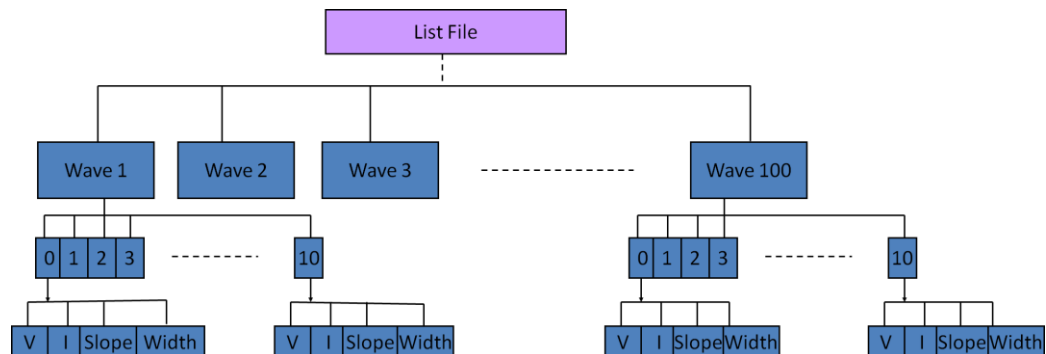 List File
Wave 1 Wave 2 Wave 3 Wave 100
0 1 2 3 10 0 1 2 3 10
V I Slope Width V I Slope Width V I Slope Width V I Slope Width